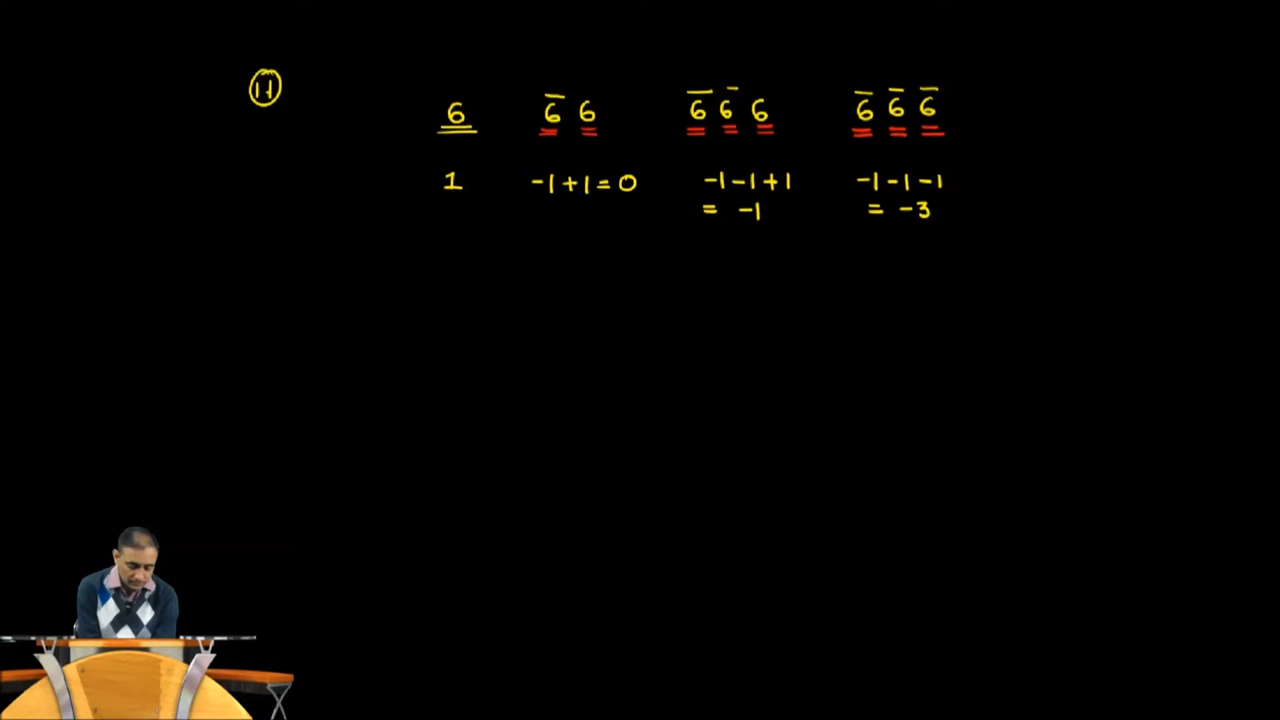 11
6 6̅ 6 6̅ 6̅ 6 6̅ 6̅ 6̅
1 -1+1=0 -1-1+1 -1-1-1
= -1 = -3